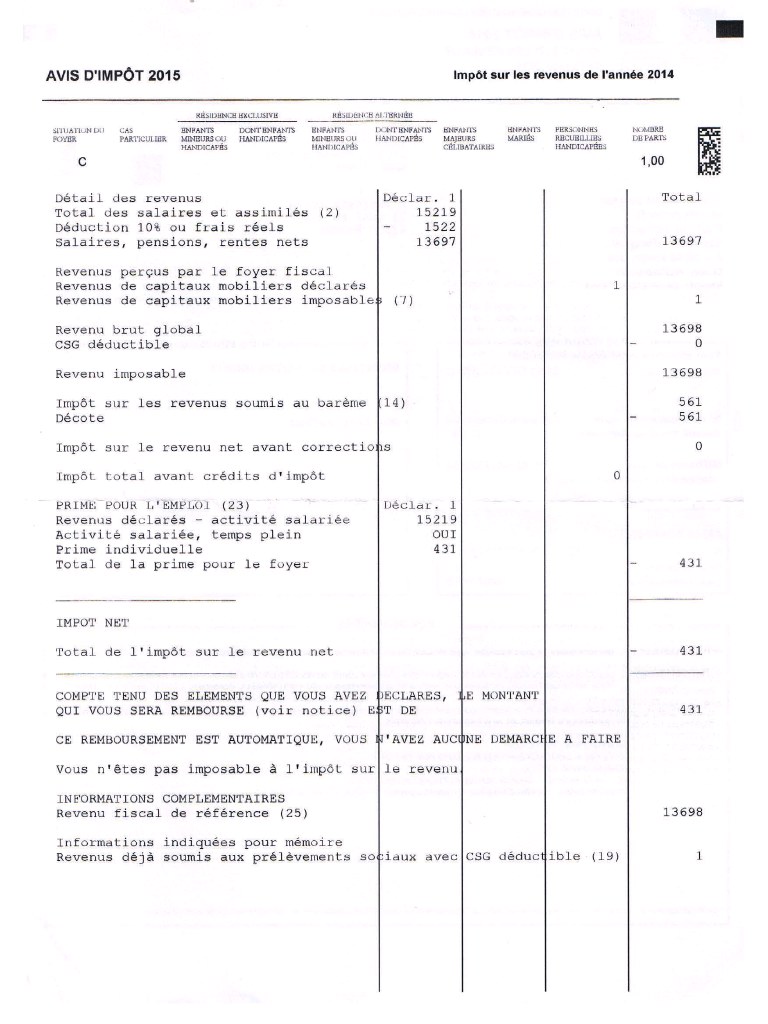 AVIS D'IMPÔT 2015
Impôt sur les revenus de l'année 2014
RÉSIDENCE EXCLUSIVE RÉSIDENCE ALTERNÉE
SITUATION DU FOYER CAS PARTICULIER ENFANTS MINEURS OU HANDICAPÉS DONT ENFANTS HANDICAPÉS ENFANTS MINEURS OU HANDICAPÉS DONT ENFANTS HANDICAPÉS ENFANTS MAJEURS CÉLIBATAIRES ENFANTS MARIÉS PERSONNES RECUEILLIES HANDICAPÉES NOMBRE DE PARTS
C 1,00
Détail des revenus Déclar. 1 Total
Total des salaires et assimilés (2) 15219
Déduction 10% ou frais réels - 1522
Salaires, pensions, rentes nets 13697 13697
Revenus perçus par le foyer fiscal
Revenus de capitaux mobiliers déclarés 1
Revenus de capitaux mobiliers imposables (7) 1
Revenu brut global 13698
CSG déductible - 0
Revenu imposable 13698
Impôt sur les revenus soumis au barème (14) 561
Décote - 561
Impôt sur le revenu net avant corrections 0
Impôt total avant crédits d'impôt 0
PRIME POUR L'EMPLOI (23) Déclar. 1
Revenus déclarés - activité salariée 15219
Activité salariée, temps plein OUI
Prime individuelle 431
Total de la prime pour le foyer - 431
IMPOT NET
Total de l'impôt sur le revenu net - 431
COMPTE TENU DES ELEMENTS QUE VOUS AVEZ DECLARES, LE MONTANT
QUI VOUS SERA REMBOURSE (voir notice) EST DE 431
CE REMBOURSEMENT EST AUTOMATIQUE, VOUS N'AVEZ AUCUNE DEMARCHE A FAIRE
Vous n'êtes pas imposable à l'impôt sur le revenu.
INFORMATIONS COMPLEMENTAIRES
Revenu fiscal de référence (25) 13698
Informations indiquées pour mémoire
Revenus déjà soumis aux prélèvements sociaux avec CSG déductible (19) 1